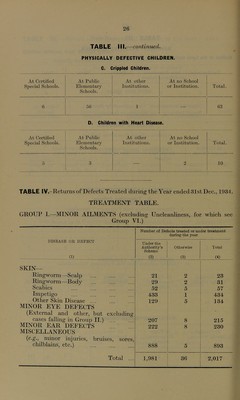 28
TABLE III.—continued.
PHYSICALLY DEFECTIVE CHILDREN.
C. Crippled Children.
At Certified Special Schools. At Public Elementary Schools. At other Institutions. At no School or Institution. Total.
6 56 1 — 63
D. Children with Heart Disease.
At Certified Special Schools. At Public Elementary Schools. At other Institutions. At no School or Institution. Total.
5 3 — 2 10
TABLE IV.-Returns of Defects Treated during the Year ended 31st Dec., 1931.
TREATMENT TABLE.
GROUP I.—MINOR AILMENTS (excluding Uncleanliness, for which see
Group VI.)
Number of Defects treated or under treatment during the year
DISEASE OR DEFECT Under the Authority's Scheme Otherwise Total
(1) (2) (3) (4)
SKIN—
Ringworm—Scalp 21 2 23
Ringworm—Body 29 2 31
Scabies 52 5 57
Impetigo 433 1 434
Other Skin Disease 129 5 134
MINOR EYE DEFECTS
(External and other, but excluding
cases falling in Group II.) 207 8 215
MINOR EAR DEFECTS 222 8 230
MISCELLANEOUS
(e.g., minor injuries, bruises, sores,
chilblains, etc.) 888 5 893
Total 1,981 36 2,017